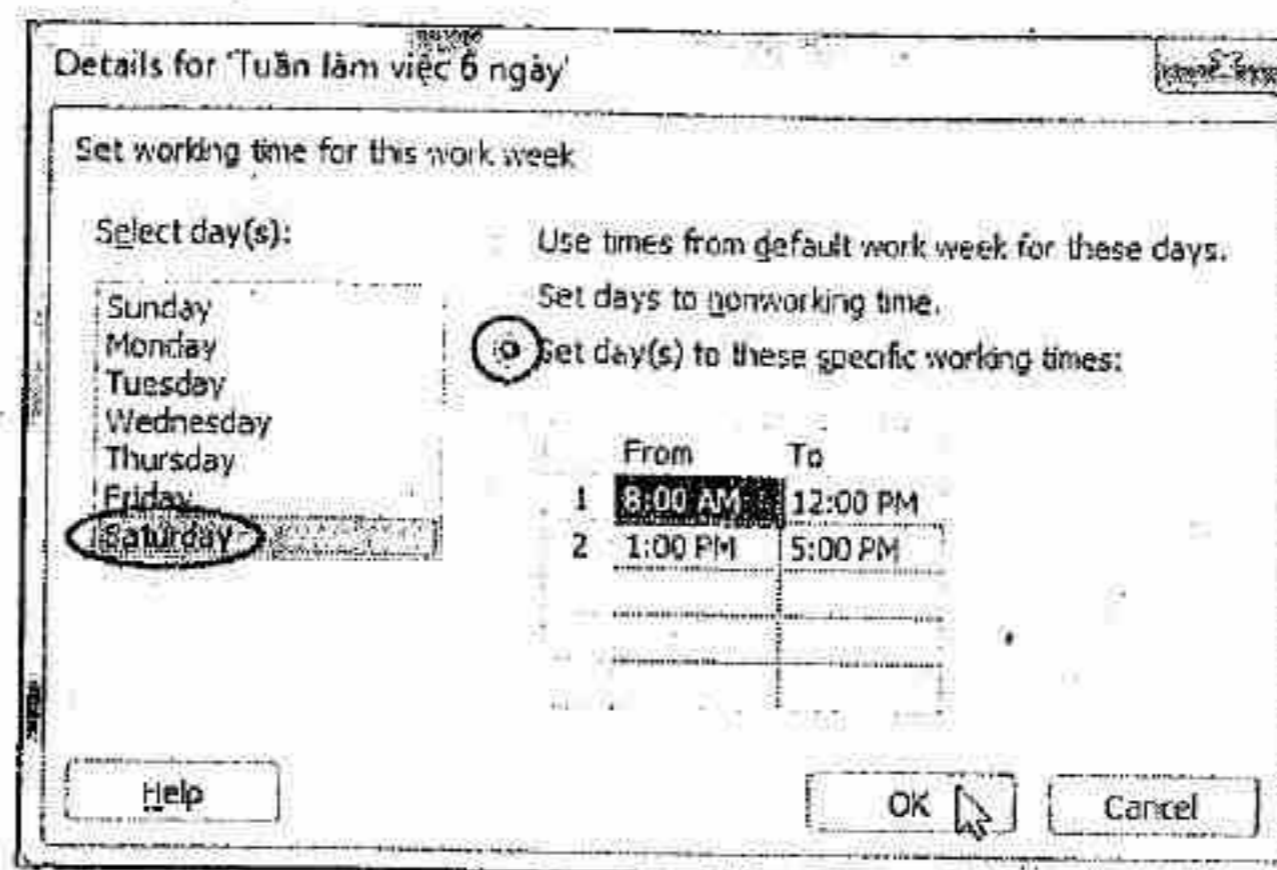 Details for 'Tuần làm việc 6 ngày'
Set working time for this work week
Select day(s):
Sunday
Monday
Tuesday
Wednesday
Thursday
Friday
Saturday
Use times from default work week for these days.
Set days to nonworking time.
Set day(s) to these specific working times:
From To
1 8:00 AM 12:00 PM
2 1:00 PM 5:00 PM
Help OK Cancel